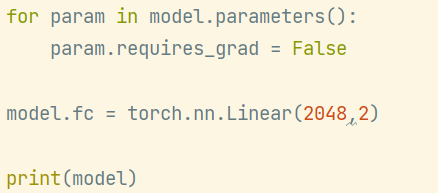 for param in model.parameters():
    param.requires_grad = False
model.fc = torch.nn.Linear(2048,2)
print(model)